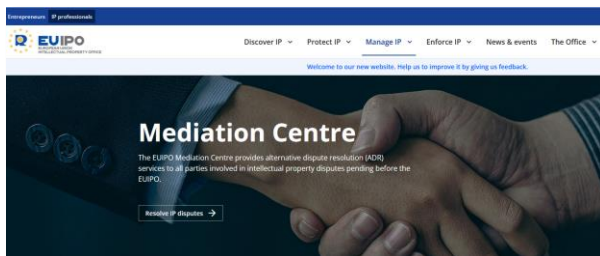 Entrepreneurs IP professionals
EUIPO
EUROPEAN UNION
INTELLECTUAL PROPERTY OFFICE
Discover IP Protect IP Manage IP Enforce IP News & events The Office
Welcome to our new website. Help us to improve it by giving us feedback.
Mediation Centre
The EUIPO Mediation Centre provides alternative dispute resolution (ADR)
services to all parties involved in intellectual property disputes pending before the
EUIPO.
Resolve IP disputes →